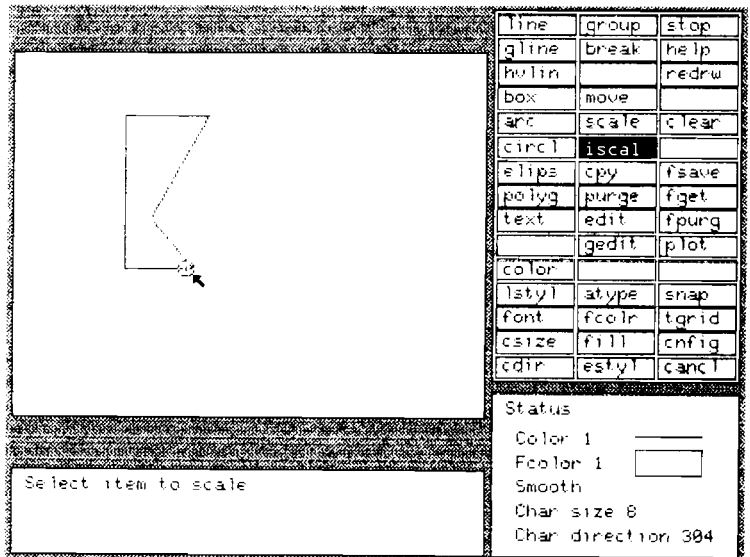 line group stop
gline break help
hvlin redrw
box move
arc scale clear
circl iscal
elips cpy fsave
polyg purge fget
text edit fpurg
gedit plot
color
lstyl atype snap
font fcolr tgrid
csize fill cnfig
cdir estyl cancl
Status
Color 1
Fcolor 1
Smooth
Char size 8
Char direction 304
Select item to scale